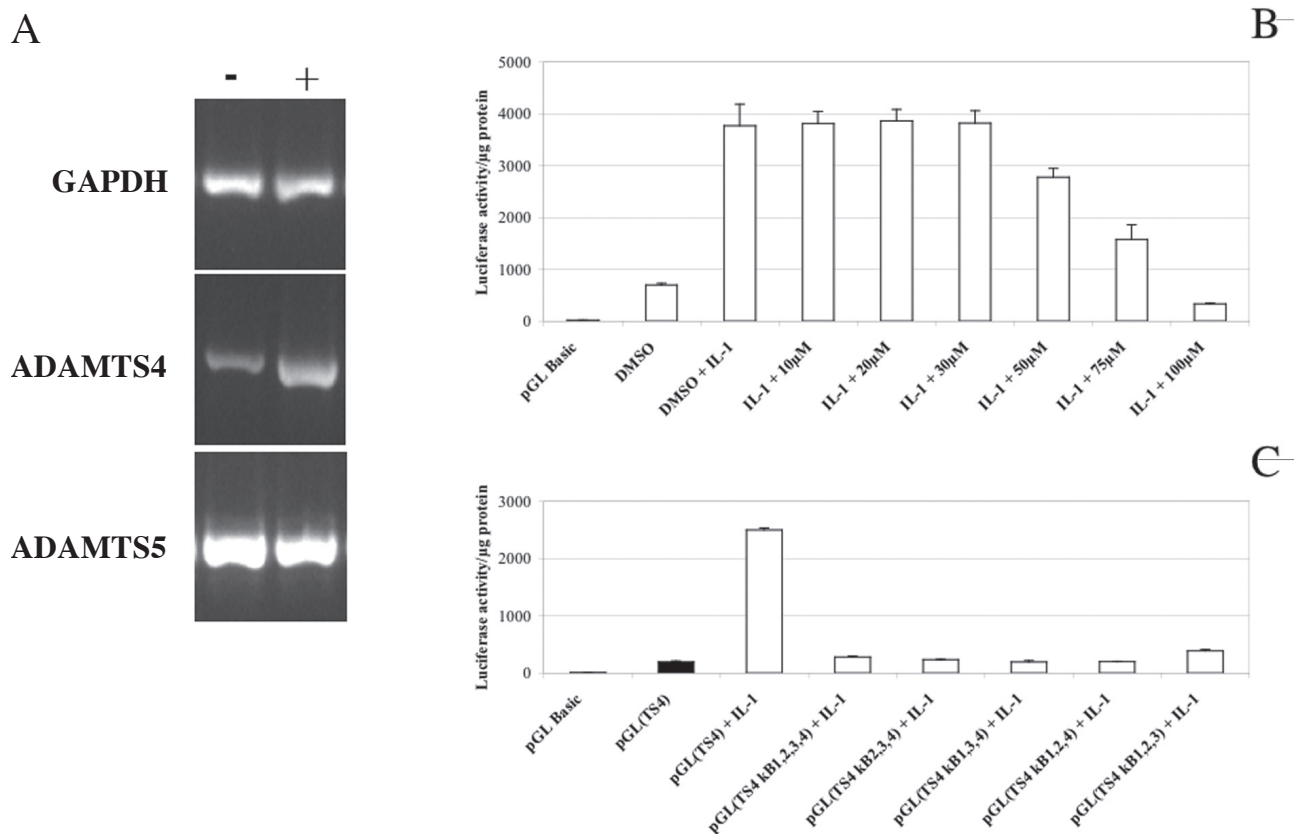 A
- +
GAPDH
ADAMTS4
ADAMTS5
B
Luciferase activity/µg protein
5000
4000
3000
2000
1000
0
pGL Basic
DMSO
DMSO + IL-1
IL-1 + 10µM
IL-1 + 20µM
IL-1 + 30µM
IL-1 + 50µM
IL-1 + 75µM
IL-1 + 100µM
C
Luciferase activity/µg protein
3000
2000
1000
0
pGL Basic
pGL(TS4)
pGL(TS4) + IL-1
pGL(TS4 kB1,2,3,4) + IL-1
pGL(TS4 kB2,3,4) + IL-1
pGL(TS4 kB1,3,4) + IL-1
pGL(TS4 kB1,2,4) + IL-1
pGL(TS4 kB1,2,3) + IL-1